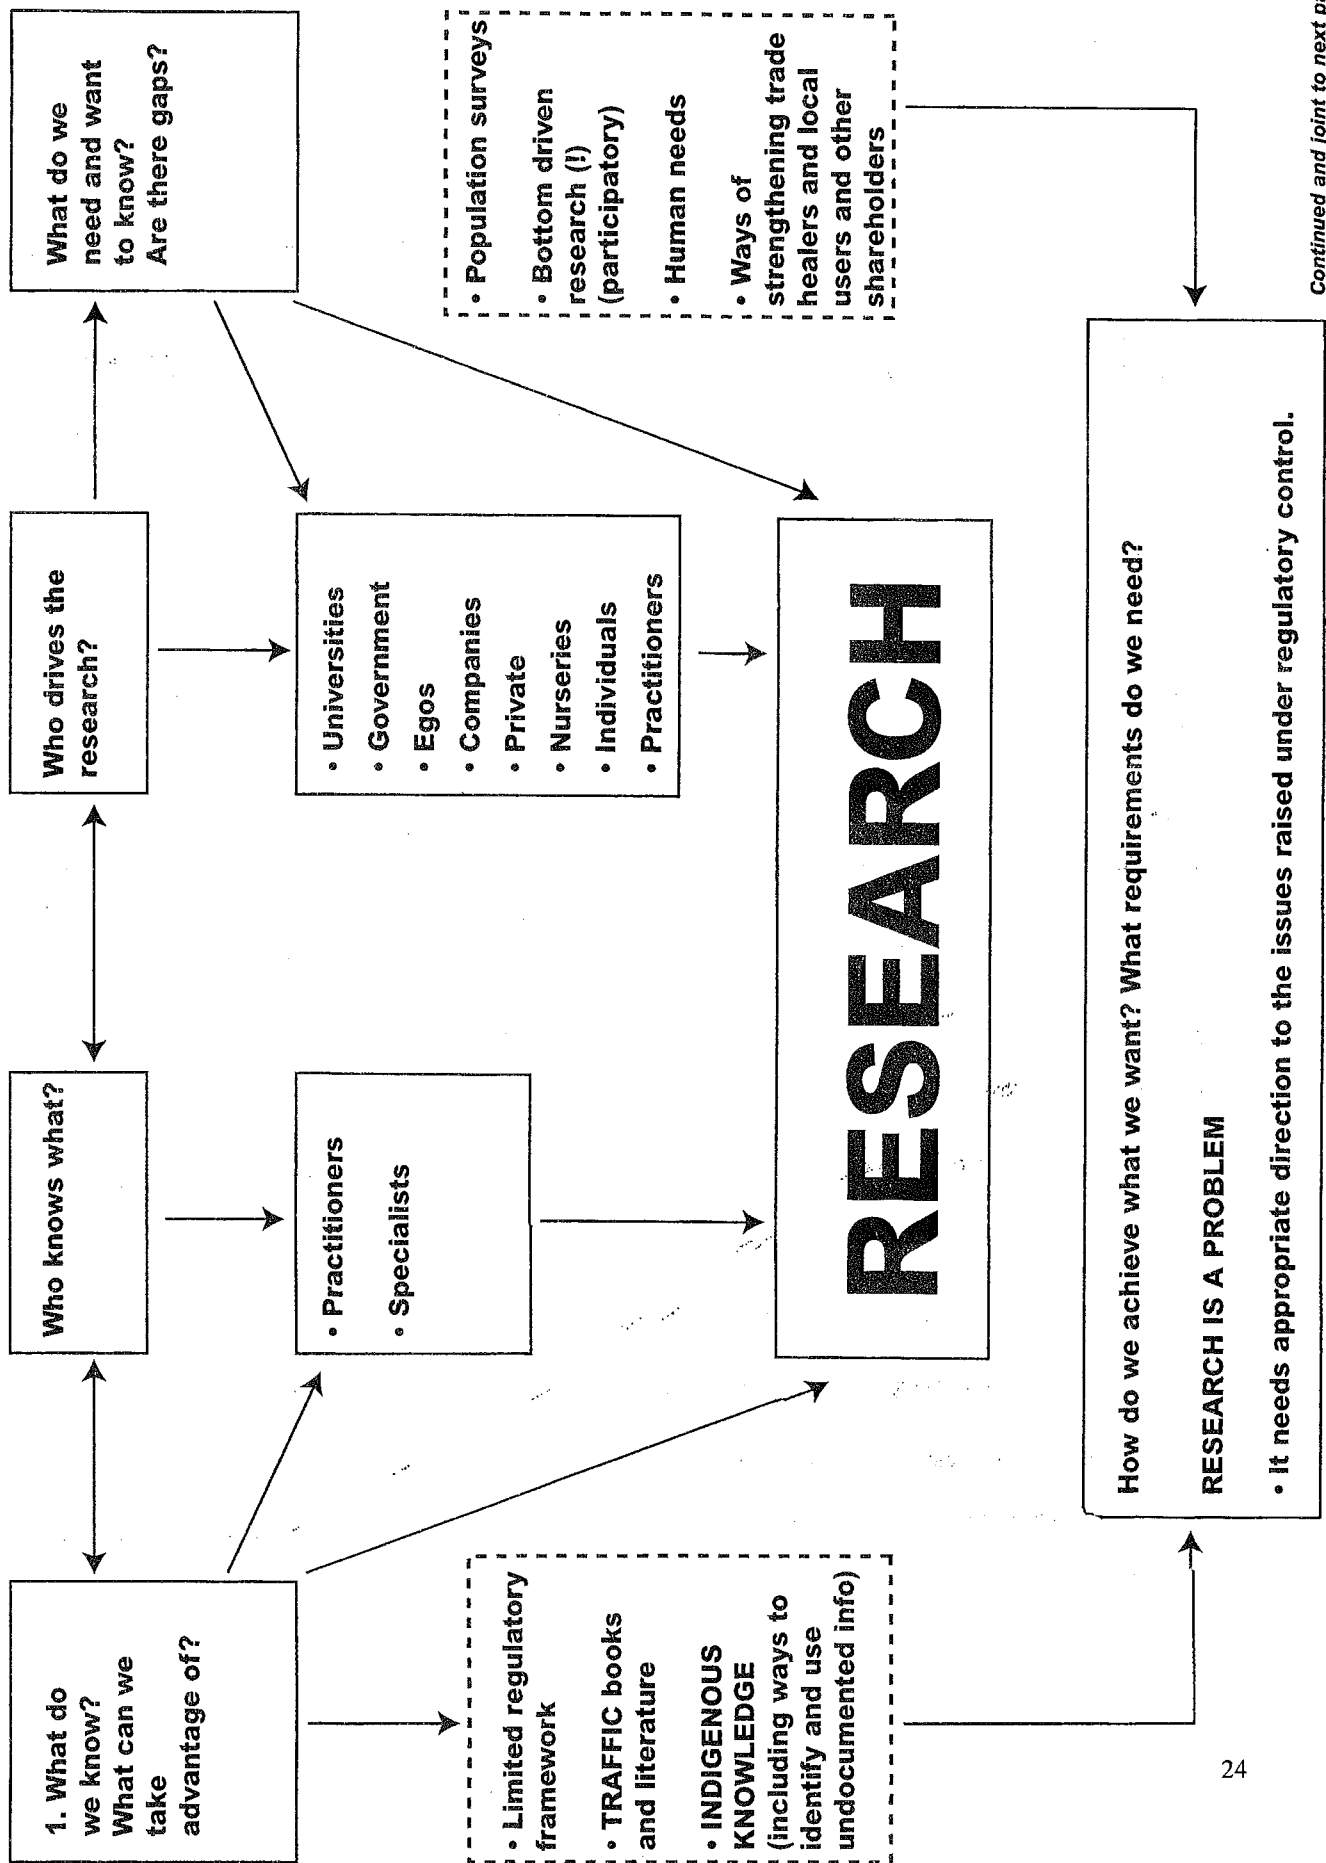 1. What do
we know?
What can we
take
advantage of?
Who knows what?
Who drives the
research?
What do we
need and want
to know?
Are there gaps?
• Practitioners
• Specialists
• Universities
• Government
• Egos
• Companies
• Private
• Nurseries
• Individuals
• Practitioners
• Limited regulatory
framework
• TRAFFIC books
and literature
• INDIGENOUS
KNOWLEDGE
(including ways to
identify and use
undocumented info)
• Population surveys
• Bottom driven
research (!)
(participatory)
• Human needs
• Ways of
strengthening trade
healers and local
users and other
shareholders
RESEARCH
How do we achieve what we want? What requirements do we need?
RESEARCH IS A PROBLEM
• It needs appropriate direction to the issues raised under regulatory control.
Continued and joint to next
24